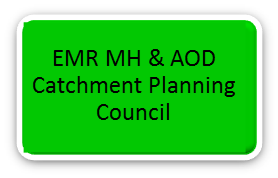 EMR MH & AOD
Catchment Planning
Council